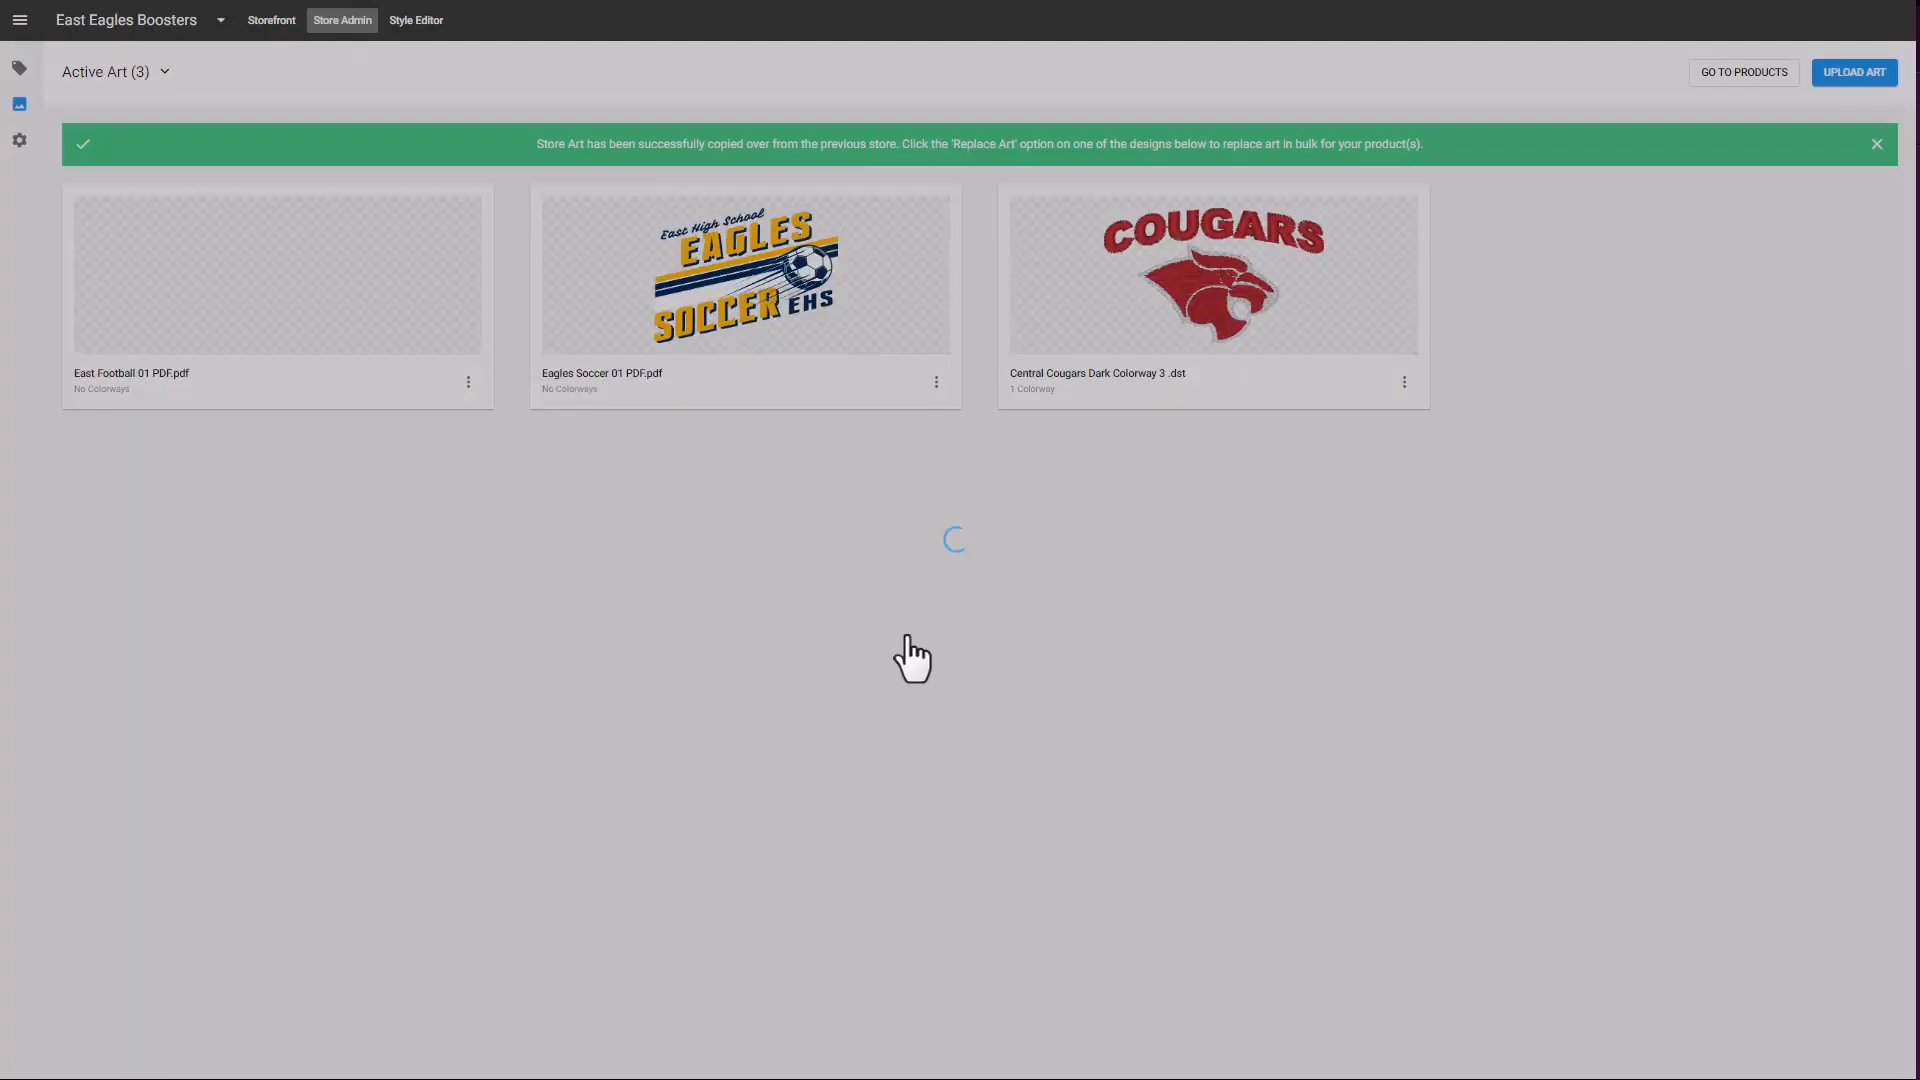 East Eagles Boosters
Storefront
Store Admin
Style Editor
Active Art (3)
GO TO PRODUCTS
UPLOAD ART
Store Art has been successfully copied over from the previous store. Click the 'Replace Art' option on one of the designs below to replace art in bulk for your product(s).
East High School
EAGLES
SOCCER EHS
COUGARS
East Football 01 PDF.pdf
No Colorways
Eagles Soccer 01 PDF.pdf
No Colorways
Central Cougars Dark Colorway 3 .dst
1 Colorway